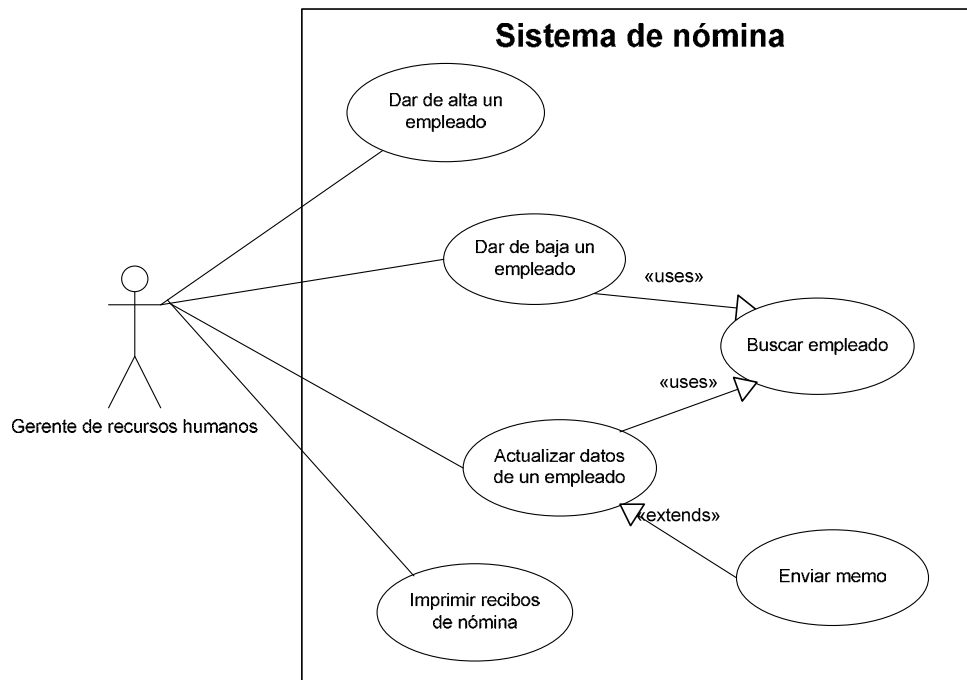 Sistema de nómina
Dar de alta un
empleado
Dar de baja un
empleado
«uses»
Buscar empleado
«uses»
Gerente de recursos humanos
Actualizar datos
de un empleado
«extends»
Enviar memo
Imprimir recibos
de nómina